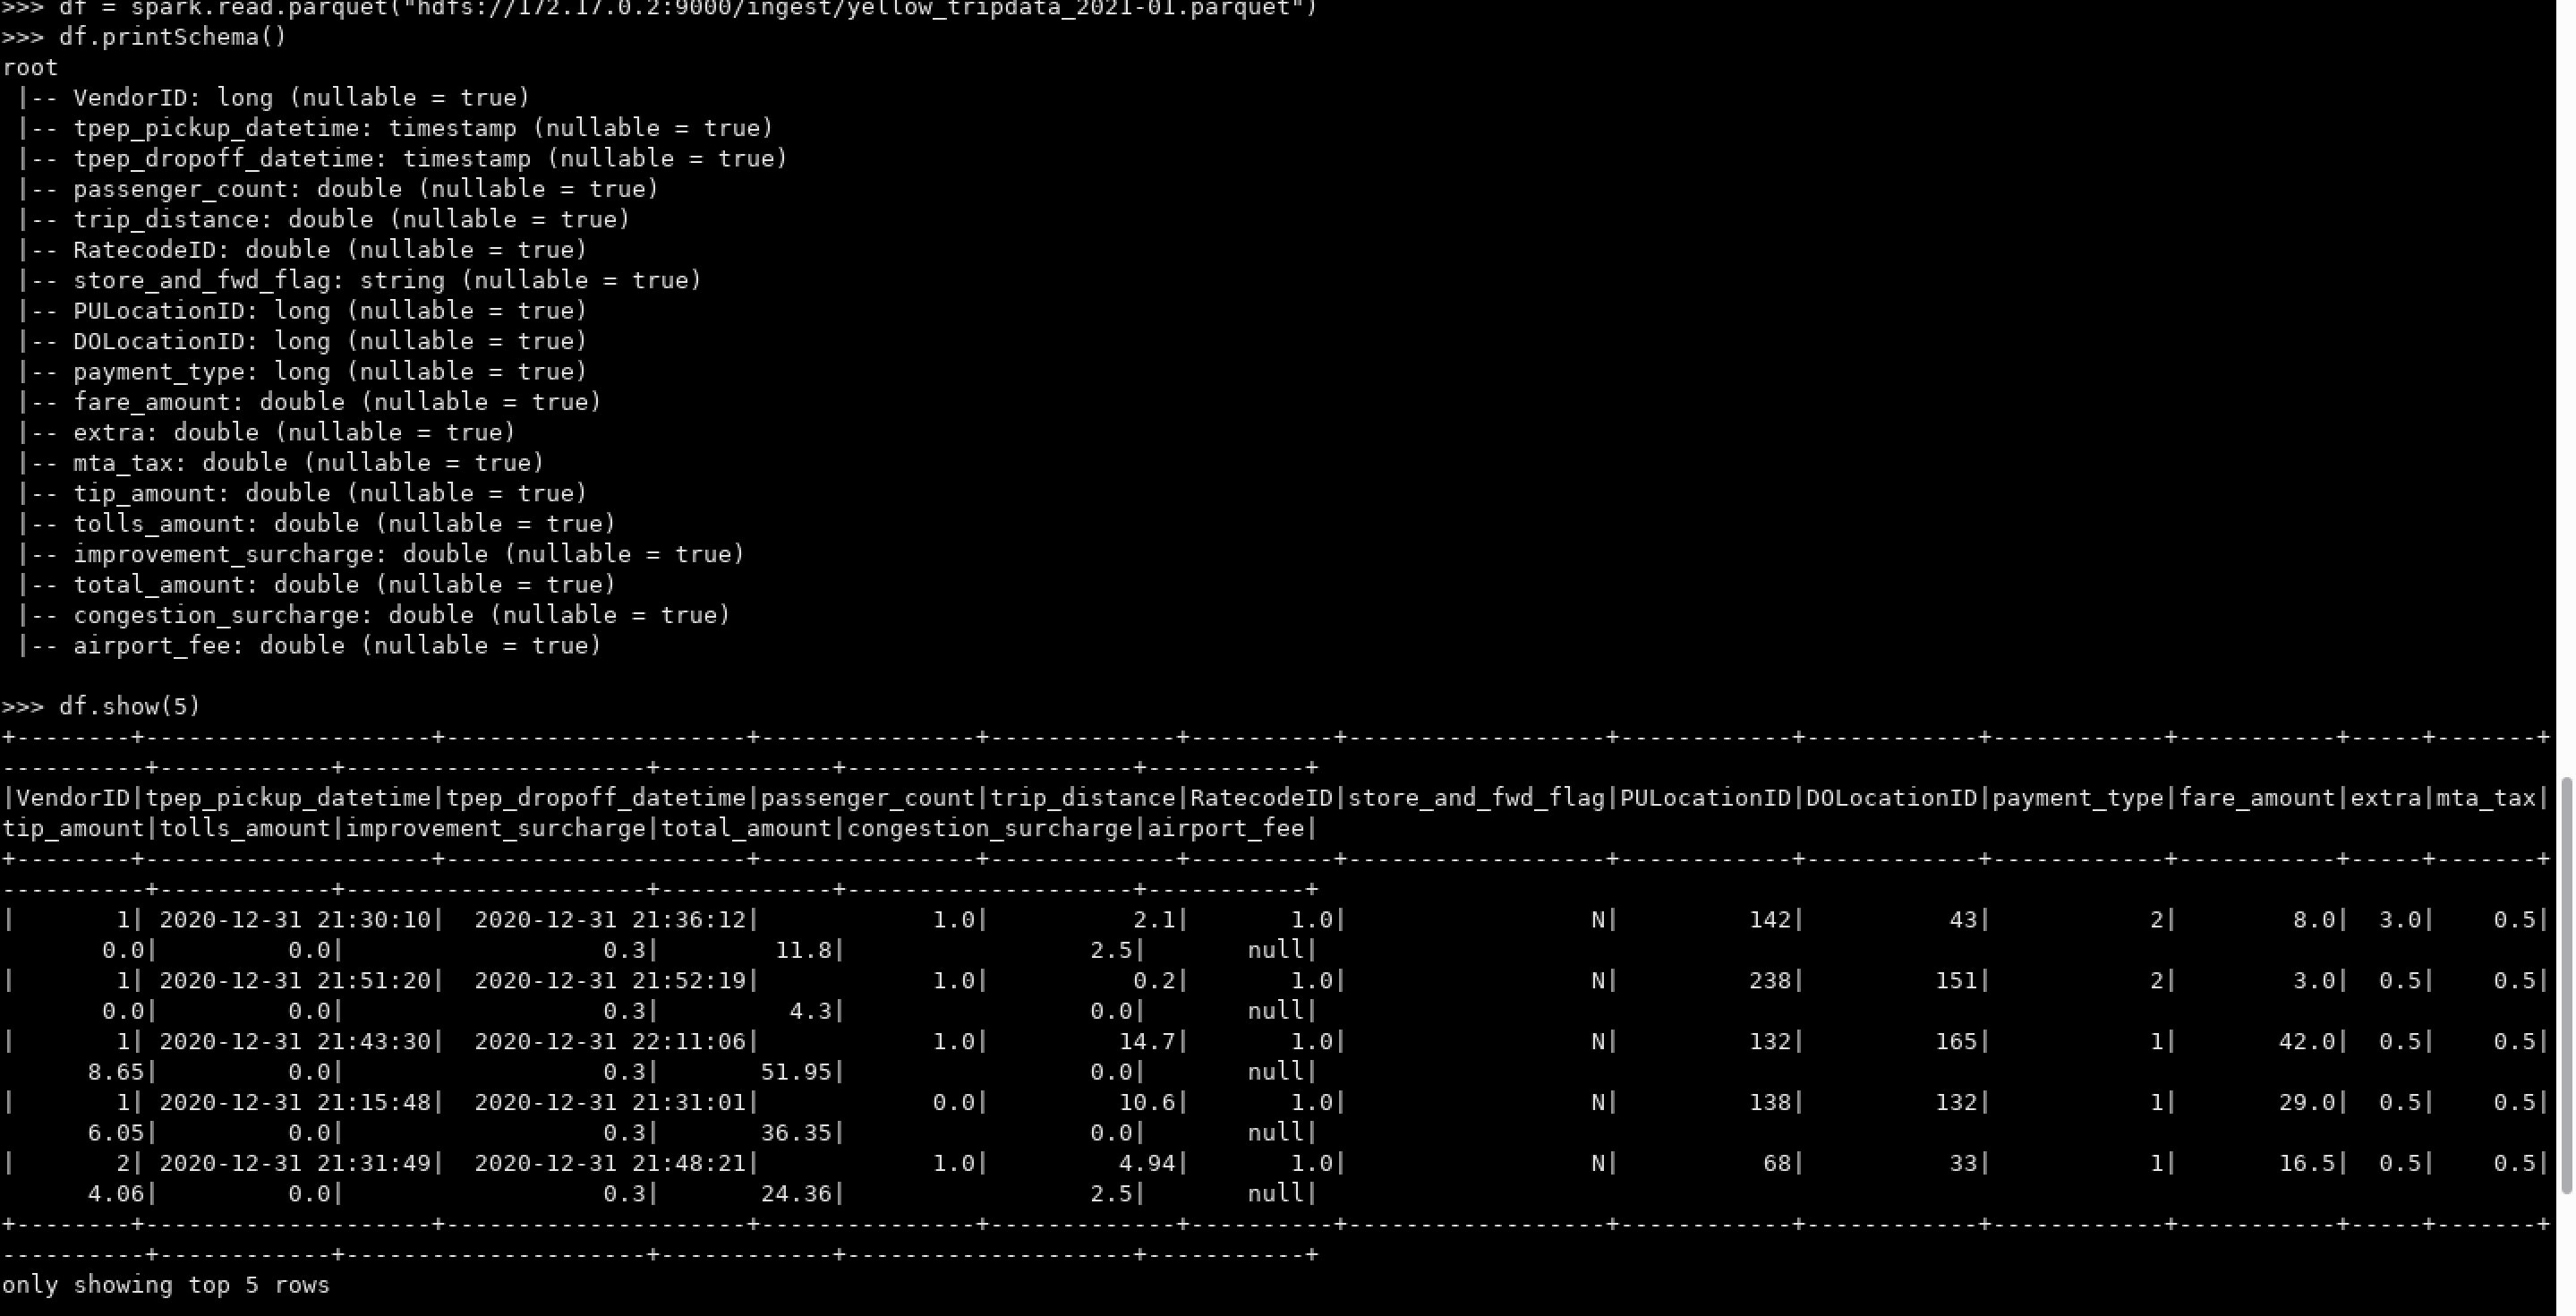 >>> df = spark.read.parquet("hdfs://172.17.0.2:9000/ingest/yellow_tripdata_2021-01.parquet")
>>> df.printSchema()
root
 |-- VendorID: long (nullable = true)
 |-- tpep_pickup_datetime: timestamp (nullable = true)
 |-- tpep_dropoff_datetime: timestamp (nullable = true)
 |-- passenger_count: double (nullable = true)
 |-- trip_distance: double (nullable = true)
 |-- RatecodeID: double (nullable = true)
 |-- store_and_fwd_flag: string (nullable = true)
 |-- PULocationID: long (nullable = true)
 |-- DOLocationID: long (nullable = true)
 |-- payment_type: long (nullable = true)
 |-- fare_amount: double (nullable = true)
 |-- extra: double (nullable = true)
 |-- mta_tax: double (nullable = true)
 |-- tip_amount: double (nullable = true)
 |-- tolls_amount: double (nullable = true)
 |-- improvement_surcharge: double (nullable = true)
 |-- total_amount: double (nullable = true)
 |-- congestion_surcharge: double (nullable = true)
 |-- airport_fee: double (nullable = true)

>>> df.show(5)
+--------+--------------------+---------------------+---------------+-------------+----------+------------------+------------+------------+------------+-----------+-----+-------+
----------+------------+---------------------+------------+--------------------+-----------+
|VendorID|tpep_pickup_datetime|tpep_dropoff_datetime|passenger_count|trip_distance|RatecodeID|store_and_fwd_flag|PULocationID|DOLocationID|payment_type|fare_amount|extra|mta_tax|
tip_amount|tolls_amount|improvement_surcharge|total_amount|congestion_surcharge|airport_fee|
+--------+--------------------+---------------------+---------------+-------------+----------+------------------+------------+------------+------------+-----------+-----+-------+
----------+------------+---------------------+------------+--------------------+-----------+
|       1| 2020-12-31 21:30:10|  2020-12-31 21:36:12|            1.0|          2.1|       1.0|                 N|         142|          43|           2|        8.0|  3.0|    0.5|
       0.0|         0.0|                  0.3|        11.8|                 2.5|       null|
|       1| 2020-12-31 21:51:20|  2020-12-31 21:52:19|            1.0|          0.2|       1.0|                 N|         238|         151|           2|        3.0|  0.5|    0.5|
       0.0|         0.0|                  0.3|         4.3|                 0.0|       null|
|       1| 2020-12-31 21:43:30|  2020-12-31 22:11:06|            1.0|         14.7|       1.0|                 N|         132|         165|           1|       42.0|  0.5|    0.5|
      8.65|         0.0|                  0.3|       51.95|                 0.0|       null|
|       1| 2020-12-31 21:15:48|  2020-12-31 21:31:01|            0.0|         10.6|       1.0|                 N|         138|         132|           1|       29.0|  0.5|    0.5|
      6.05|         0.0|                  0.3|       36.35|                 0.0|       null|
|       2| 2020-12-31 21:31:49|  2020-12-31 21:48:21|            1.0|         4.94|       1.0|                 N|          68|          33|           1|       16.5|  0.5|    0.5|
      4.06|         0.0|                  0.3|       24.36|                 2.5|       null|
+--------+--------------------+---------------------+---------------+-------------+----------+------------------+------------+------------+------------+-----------+-----+-------+
----------+------------+---------------------+------------+--------------------+-----------+
only showing top 5 rows